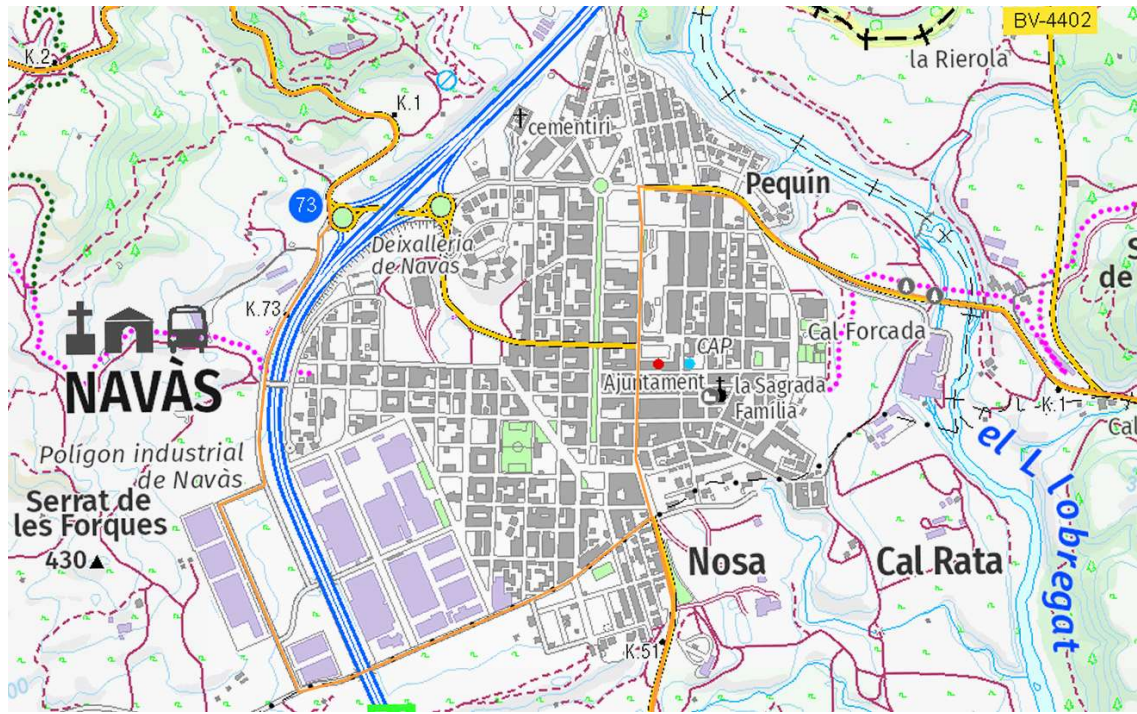 BV-4402
la Rierola
K.2
K.1
cementiri
Pequín
73
Deixalleria
de Navàs
S
de
K.73
Cal Forcada
CAP
Ajuntament
la Sagrada
Família
NAVÀS
K.1
Cal
el Llobregat
Polígon industrial
de Navàs
Serrat de
les Forques
430
Nosa
Cal Rata
K.51
00